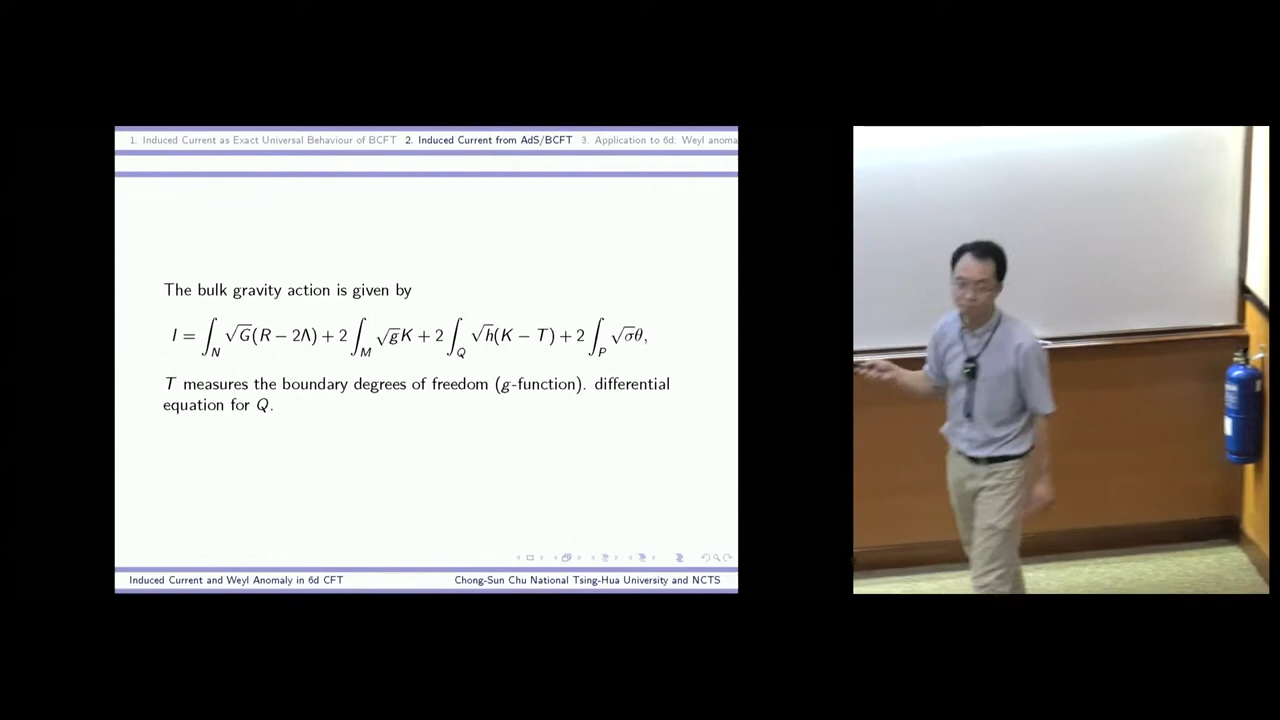 1. Induced Current as Exact Universal Behaviour of BCFT 2. Induced Current from AdS/BCFT 3. Application to 6d: Weyl anoma
The bulk gravity action is given by
I = ∫_N √G(R − 2Λ) + 2 ∫_M √g K + 2 ∫_Q √h(K − T) + 2 ∫_P √σθ,
T measures the boundary degrees of freedom (g-function). differential
equation for Q.
Induced Current and Weyl Anomaly in 6d CFT Chong-Sun Chu National Tsing-Hua University and NCTS